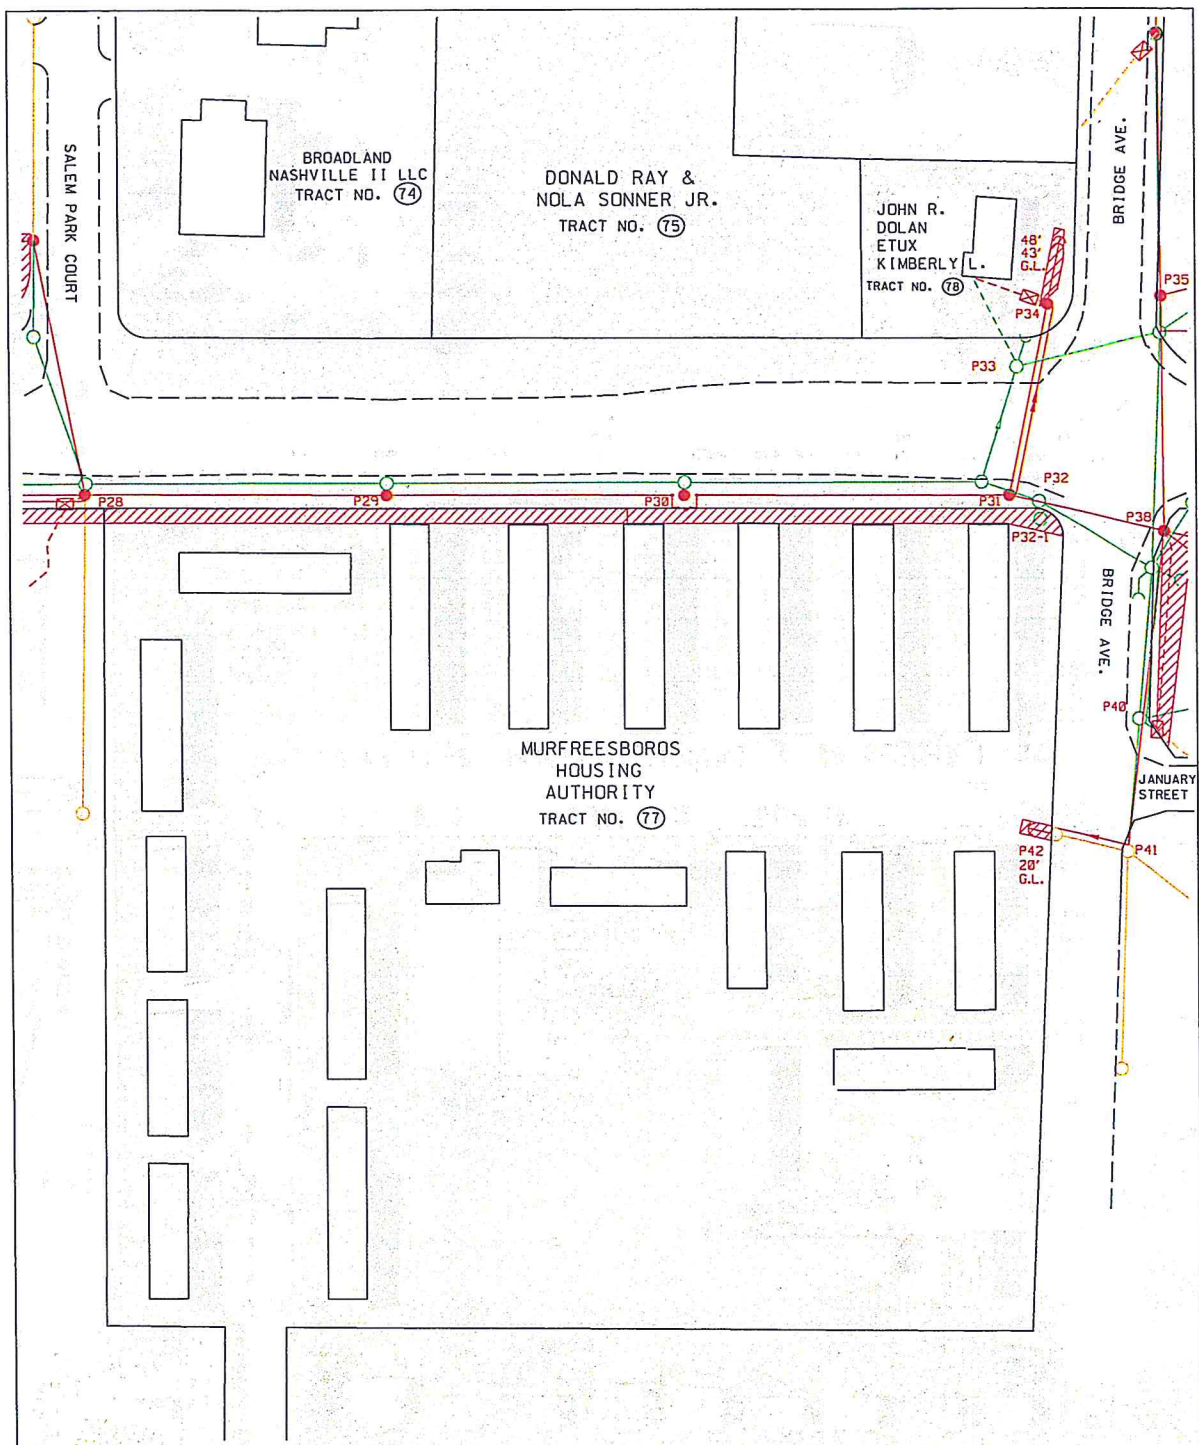 SALEM PARK COURT
BROADLAND
NASHVILLE II LLC
TRACT NO. 74
DONALD RAY &
NOLA SONNER JR.
TRACT NO. 75
JOHN R.
DOLAN
ETUX
KIMBERLY L.
TRACT NO. 78
48'
43'
G.L.
BRIDGE AVE.
P34
P35
P33
P28
P29
P30
P31
P32
P32-1
P38
BRIDGE AVE.
P40
MURFREESBOROS
HOUSING
AUTHORITY
TRACT NO. 77
JANUARY
STREET
P42
20'
G.L.
P41